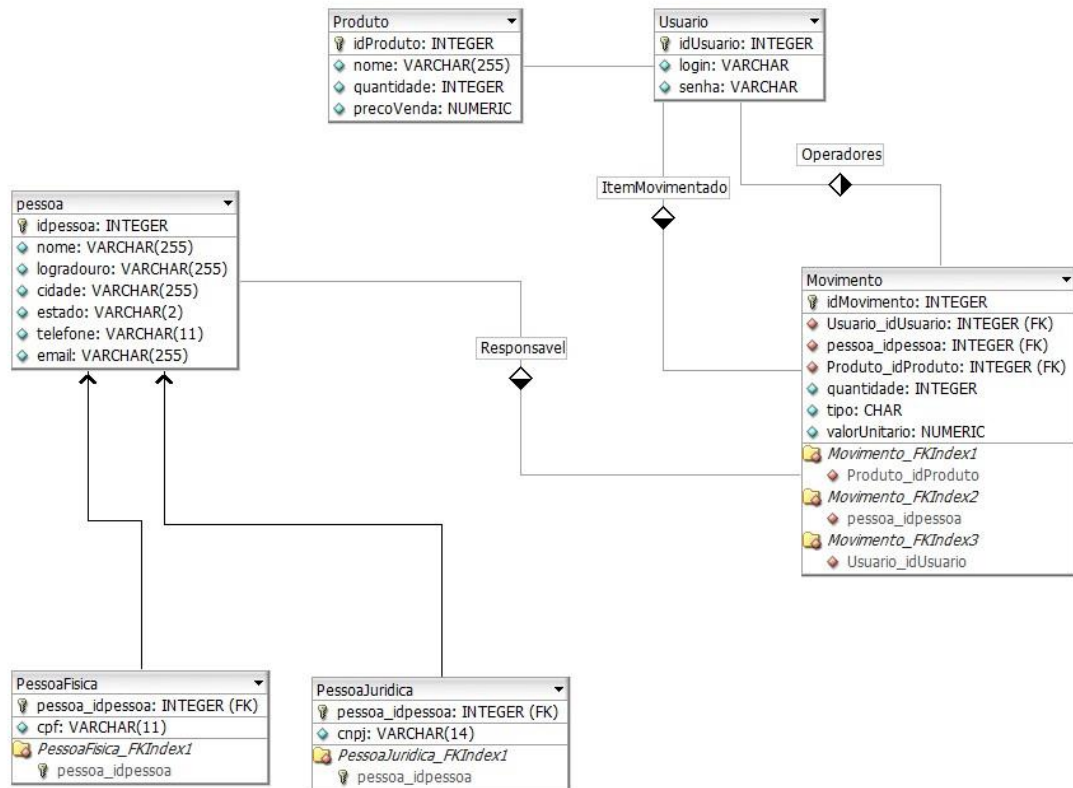 Produto
idProduto: INTEGER
nome: VARCHAR(255)
quantidade: INTEGER
precoVenda: NUMERIC
Usuario
idUsuario: INTEGER
login: VARCHAR
senha: VARCHAR
Operadores
ItemMovimentado
pessoa
idpessoa: INTEGER
nome: VARCHAR(255)
logradouro: VARCHAR(255)
cidade: VARCHAR(255)
estado: VARCHAR(2)
telefone: VARCHAR(11)
email: VARCHAR(255)
Responsavel
Movimento
idMovimento: INTEGER
Usuario_idUsuario: INTEGER (FK)
pessoa_idpessoa: INTEGER (FK)
Produto_idProduto: INTEGER (FK)
quantidade: INTEGER
tipo: CHAR
valorUnitario: NUMERIC
Movimento_FKIndex1
Produto_idProduto
Movimento_FKIndex2
pessoa_idpessoa
Movimento_FKIndex3
Usuario_idUsuario
PessoaFisica
pessoa_idpessoa: INTEGER (FK)
cpf: VARCHAR(11)
PessoaFisica_FKIndex1
pessoa_idpessoa
PessoaJuridica
pessoa_idpessoa: INTEGER (FK)
cnpj: VARCHAR(14)
PessoaJuridica_FKIndex1
pessoa_idpessoa